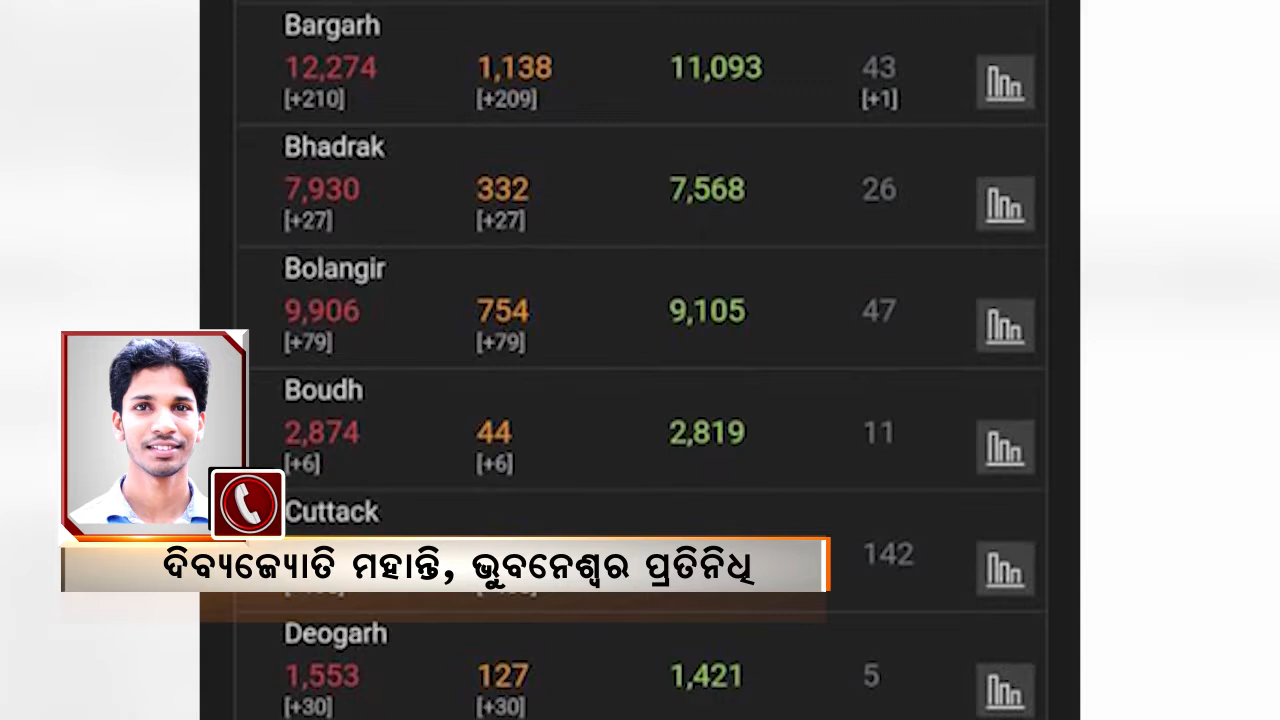 Bargarh
12,274 1,138 11,093 43
[+210] [+209] [+1]
Bhadrak
7,930 332 7,568 26
[+27] [+27]
Bolangir
9,906 754 9,105 47
[+79] [+79]
Boudh
2,874 44 2,819 11
[+6] [+6]
Cuttack
142
ଦିବ୍ୟଜ୍ୟୋତି ମହାନ୍ତି, ଭୁବନେଶ୍ୱର ପ୍ରତିନିଧି
Deogarh
1,553 127 1,421 5
[+30] [+30]